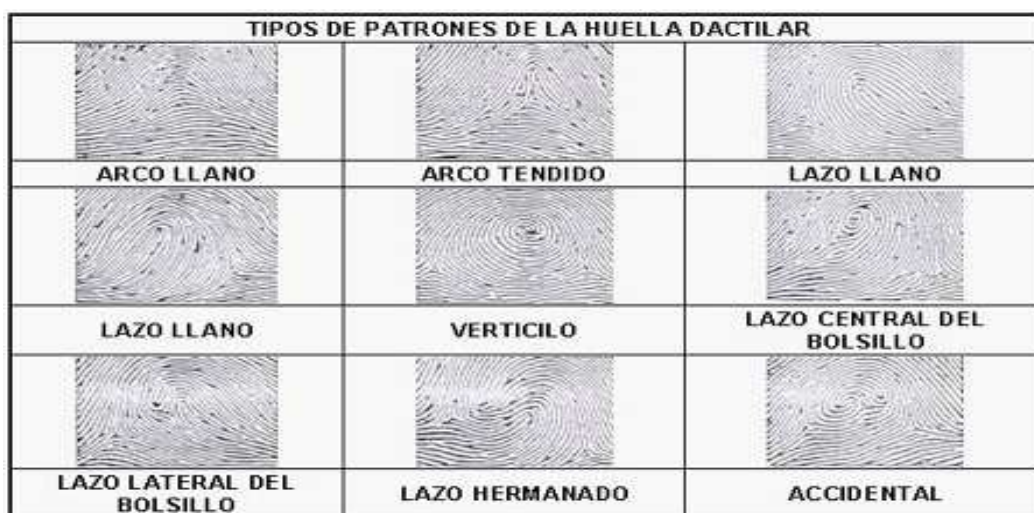 TIPOS DE PATRONES DE LA HUELLA DACTILAR
ARCO LLANO
ARCO TENDIDO
LAZO LLANO
LAZO LLANO
VERTICILO
LAZO CENTRAL DEL
BOLSILLO
LAZO LATERAL DEL
BOLSILLO
LAZO HERMANADO
ACCIDENTAL